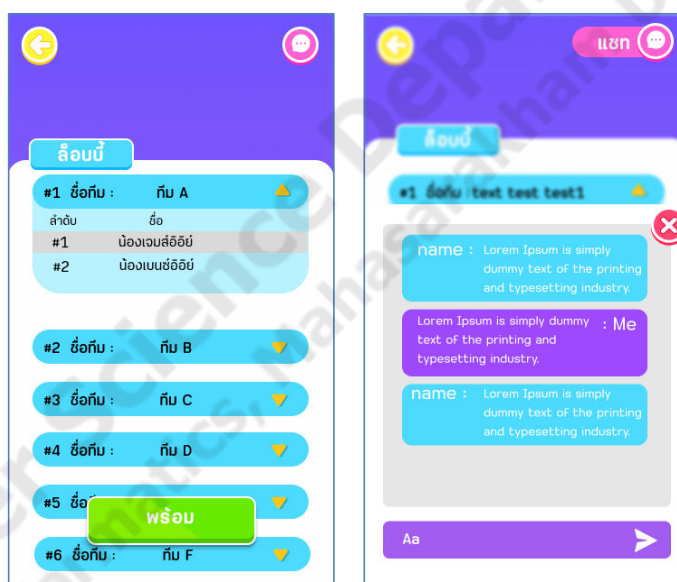 ล็อบบี้
#1 ชื่อทีม : ทีม A
ลำดับ ชื่อ
#1 น้องเจมส์อิอิย์
#2 น้องเบนซ์อิอิย์
#2 ชื่อทีม : ทีม B
#3 ชื่อทีม : ทีม C
#4 ชื่อทีม : ทีม D
#5
พร้อม
#6 ชื่อทีม : ทีม F
แชท
ล็อบบี้
#1 ชื่อทีม : text test test1
name : Lorem Ipsum is simply
dummy text of the printing
and typesetting industry.
Lorem Ipsum is simply dummy : Me
text of the printing and
typesetting industry.
name : Lorem Ipsum is simply
dummy text of the printing
and typesetting industry.
Aa